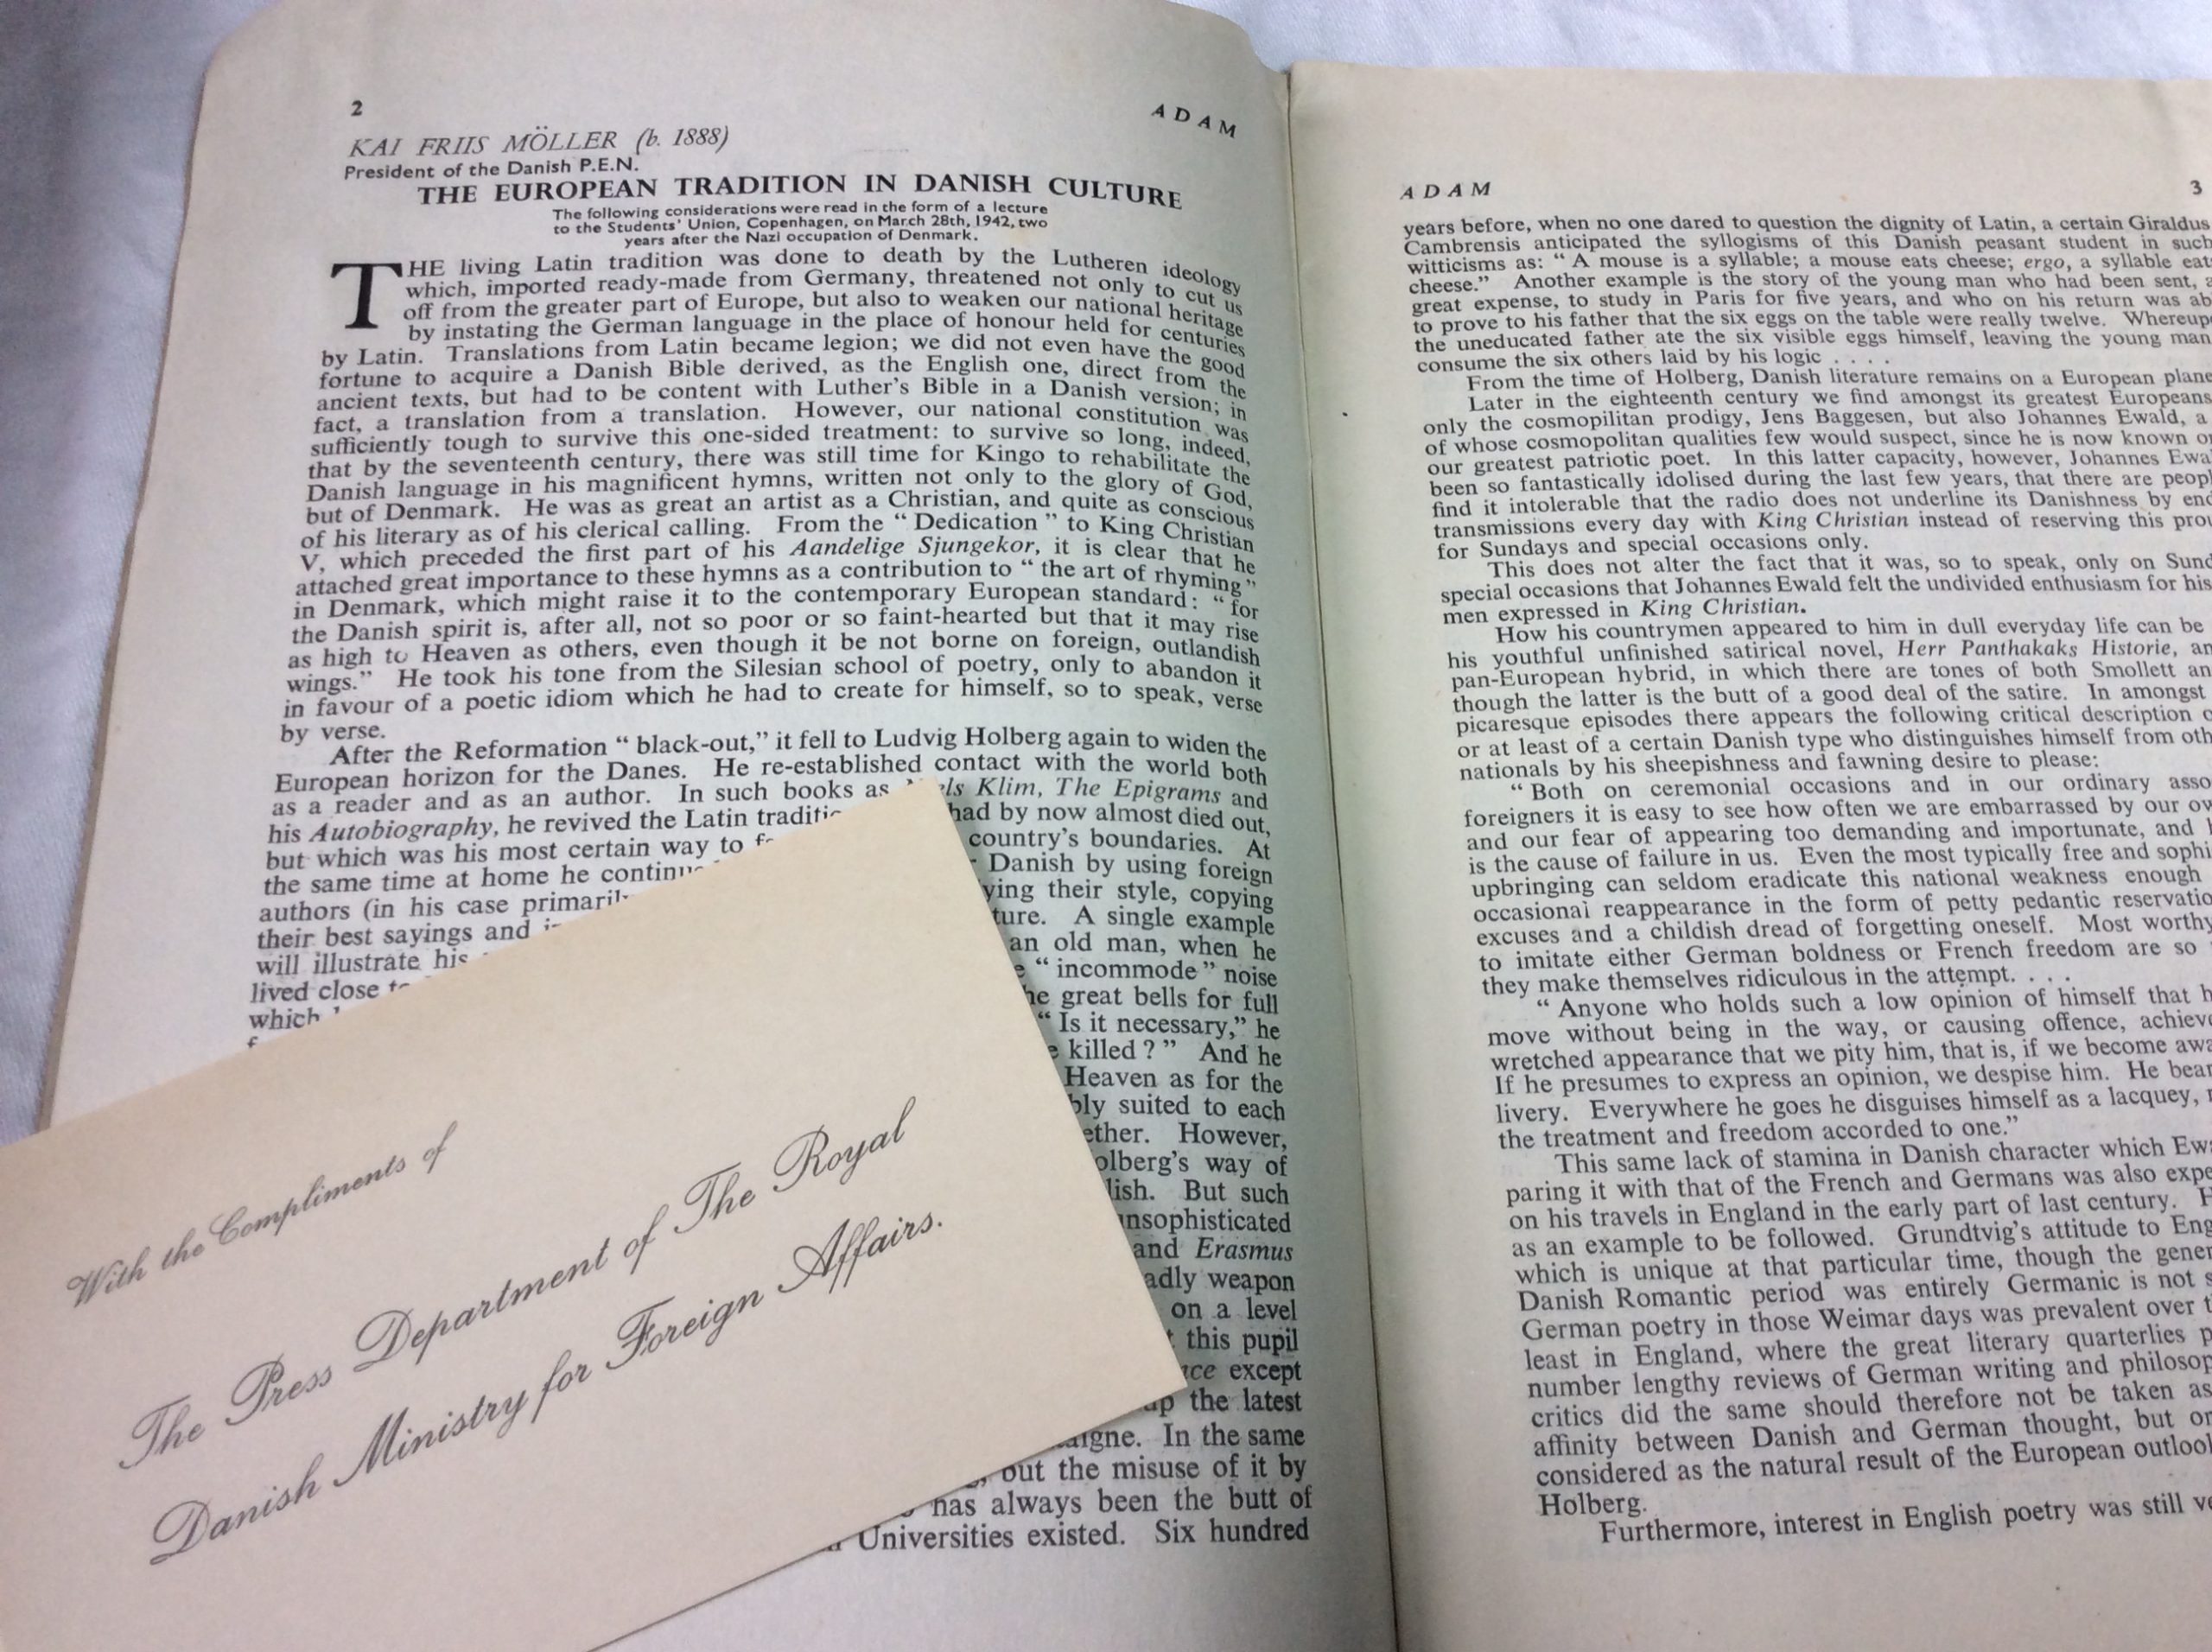 2
ADAM
KAI FRIIS MÖLLER (b. 1888)
President of the Danish P.E.N.
THE EUROPEAN TRADITION IN DANISH CULTURE
The following considerations were read in the form of a lecture
to the Students' Union, Copenhagen, on March 28th, 1942, two
years after the Nazi occupation of Denmark.
THE living Latin tradition was done to death by the Lutheren ideology
which, imported ready-made from Germany, threatened not only to cut us
off from the greater part of Europe, but also to weaken our national heritage
by instating the German language in the place of honour held for centuries
by Latin. Translations from Latin became legion; we did not even have the good
fortune to acquire a Danish Bible derived, as the English one, direct from the
ancient texts, but had to be content with Luther's Bible in a Danish version; in
fact, a translation from a translation. However, our national constitution was
sufficiently tough to survive this one-sided treatment: to survive so long, indeed,
that by the seventeenth century, there was still time for Kingo to rehabilitate the
Danish language in his magnificent hymns, written not only to the glory of God,
but of Denmark. He was as great an artist as a Christian, and quite as conscious
of his literary as of his clerical calling. From the " Dedication " to King Christian
V, which preceded the first part of his Aandelige Sjungekor, it is clear that he
attached great importance to these hymns as a contribution to " the art of rhyming "
in Denmark, which might raise it to the contemporary European standard: " for
the Danish spirit is, after all, not so poor or so faint-hearted but that it may rise
as high to Heaven as others, even though it be not borne on foreign, outlandish
wings." He took his tone from the Silesian school of poetry, only to abandon it
in favour of a poetic idiom which he had to create for himself, so to speak, verse
by verse.
After the Reformation " black-out," it fell to Ludvig Holberg again to widen the
European horizon for the Danes. He re-established contact with the world both
as a reader and as an author. In such books as Klim, The Epigrams and
his Autobiography, he revived the Latin had by now almost died out,
but which was his most certain way to country's boundaries. At
the same time at home he Danish by using foreign
authors (in his case their style, copying
their best sayings and A single example
will illustrate his an old man, when he
lived close " incommode " noise
which great bells for full
" Is it necessary," he
killed ? " And he
Heaven as for the
suited to each
However,
way of
But such
and Erasmus
weapon
on a level
this pupil
except
the latest
In the same
but the misuse of it by
has always been the butt of
Universities existed. Six hundred
With the Compliments of
The Press Department of The Royal
Danish Ministry for Foreign Affairs.
ADAM
3
years before, when no one dared to question the dignity of Latin, a certain Giraldus
Cambrensis anticipated the syllogisms of this Danish peasant student in such
witticisms as: " A mouse is a syllable; a mouse eats cheese; ergo, a syllable
cheese." Another example is the story of the young man who had been sent,
great expense, to study in Paris for five years, and who on his return was
to prove to his father that the six eggs on the table were really twelve.
the uneducated father ate the six visible eggs himself, leaving the young man
consume the six others laid by his logic . . . .
From the time of Holberg, Danish literature remains on a European
Later in the eighteenth century we find amongst its greatest Europeans
only the cosmopilitan prodigy, Jens Baggesen, but also Johannes Ewald, a
of whose cosmopolitan qualities few would suspect, since he is now known
our greatest patriotic poet. In this latter capacity, however, Johannes
been so fantastically idolised during the last few years, that there are
find it intolerable that the radio does not underline its Danishness by
transmissions every day with King Christian instead of reserving this
for Sundays and special occasions only.
This does not alter the fact that it was, so to speak, only on
special occasions that Johannes Ewald felt the undivided enthusiasm for his
men expressed in King Christian.
How his countrymen appeared to him in dull everyday life can be
his youthful unfinished satirical novel, Herr Panthakaks Historie,
pan-European hybrid, in which there are tones of both Smollett
though the latter is the butt of a good deal of the satire. In amongst
picaresque episodes there appears the following critical description
or at least of a certain Danish type who distinguishes himself from
nationals by his sheepishness and fawning desire to please:
" Both on ceremonial occasions and in our ordinary
foreigners it is easy to see how often we are embarrassed by our
and our fear of appearing too demanding and importunate, and
is the cause of failure in us. Even the most typically free and
upbringing can seldom eradicate this national weakness enough
occasional reappearance in the form of petty pedantic
excuses and a childish dread of forgetting oneself. Most
to imitate either German boldness or French freedom are so
they make themselves ridiculous in the attempt. . . .
" Anyone who holds such a low opinion of himself that
move without being in the way, or causing offence,
wretched appearance that we pity him, that is, if we become
If he presumes to express an opinion, we despise him. He
livery. Everywhere he goes he disguises himself as a lacquey,
the treatment and freedom accorded to one."
This same lack of stamina in Danish character which
paring it with that of the French and Germans was also
on his travels in England in the early part of last century.
as an example to be followed. Grundtvig's attitude to
which is unique at that particular time, though the
Danish Romantic period was entirely Germanic is not
German poetry in those Weimar days was prevalent over
least in England, where the great literary quarterlies
number lengthy reviews of German writing and
critics did the same should therefore not be taken as
affinity between Danish and German thought, but
considered as the natural result of the European
Holberg.
Furthermore, interest in English poetry was still